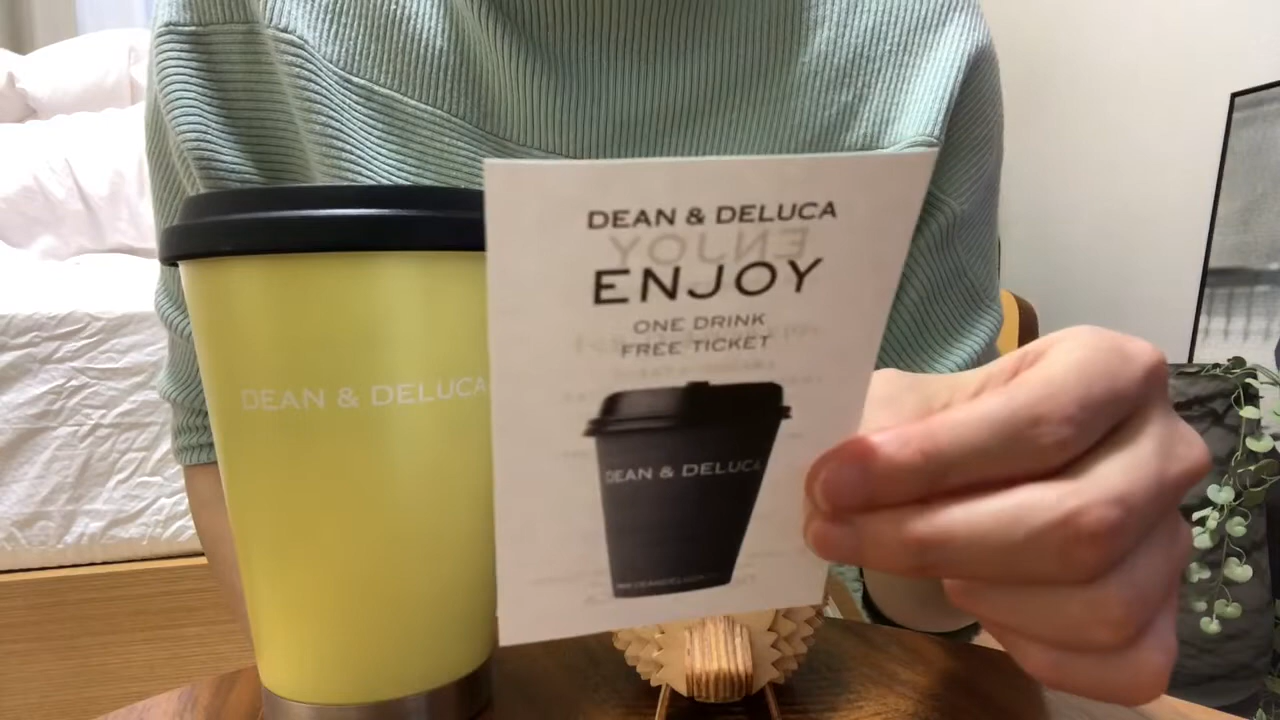 DEAN & DELUCA
DEAN & DELUCA
ENJOY
ONE DRINK
FREE TICKET
DEAN & DELUCA